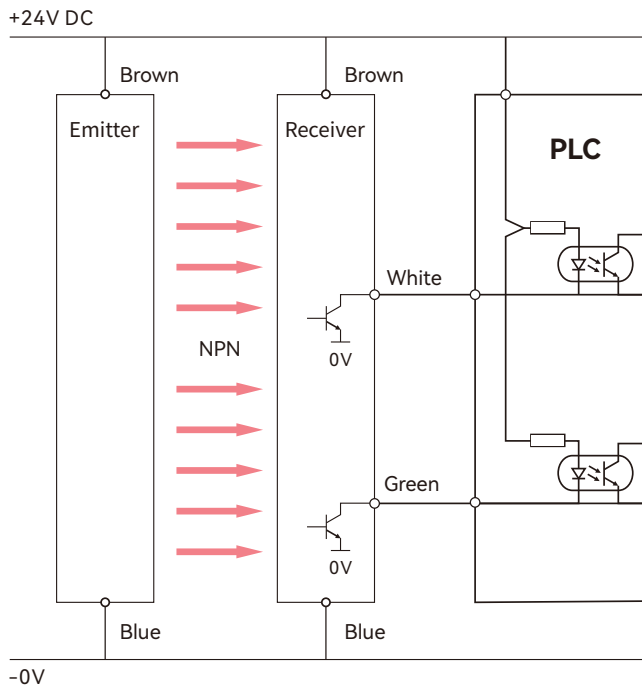 +24V DC
Brown
Brown
Emitter
Receiver
PLC
White
NPN
0V
Green
0V
Blue
Blue
-0V